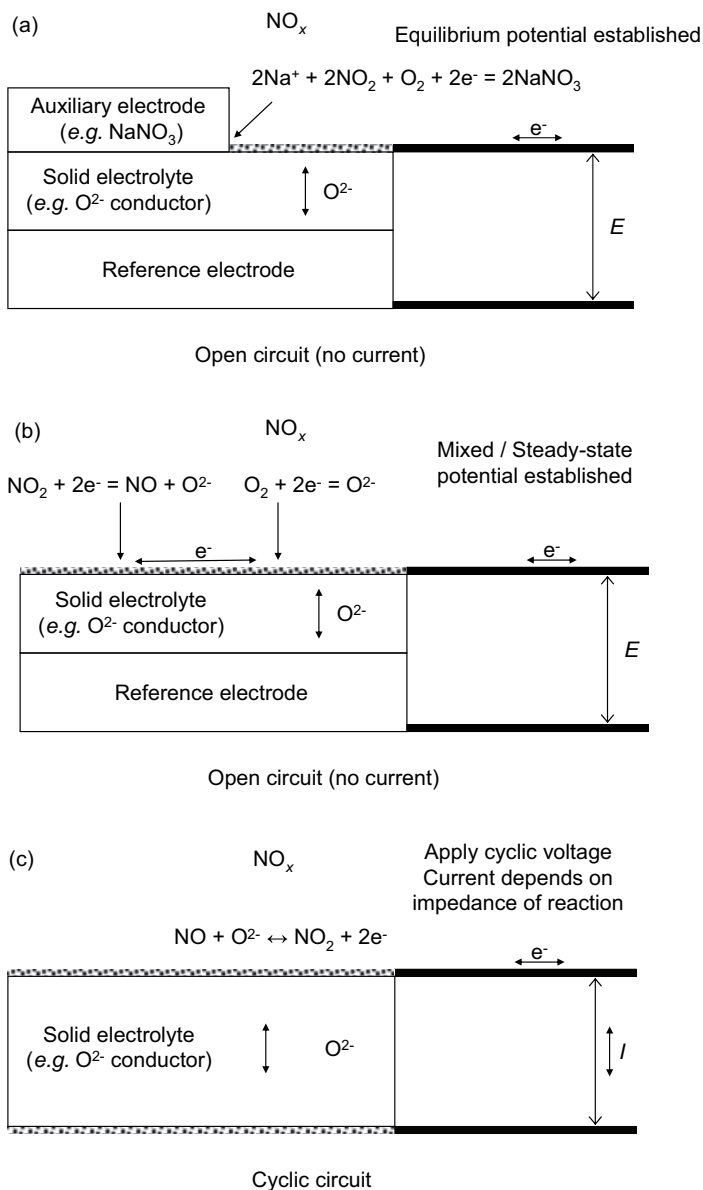 (a)
NOₓ
Equilibrium potential established
2Na⁺ + 2NO₂ + O₂ + 2e⁻ = 2NaNO₃
Auxiliary electrode
(e.g. NaNO₃)
e⁻
Solid electrolyte
(e.g. O²⁻ conductor)
O²⁻
E
Reference electrode
Open circuit (no current)
(b)
NOₓ
Mixed / Steady-state
potential established
NO₂ + 2e⁻ = NO + O²⁻
O₂ + 2e⁻ = O²⁻
e⁻
e⁻
Solid electrolyte
(e.g. O²⁻ conductor)
O²⁻
E
Reference electrode
Open circuit (no current)
(c)
NOₓ
Apply cyclic voltage
Current depends on
impedance of reaction
NO + O²⁻ ↔ NO₂ + 2e⁻
e⁻
Solid electrolyte
(e.g. O²⁻ conductor)
O²⁻
I
Cyclic circuit